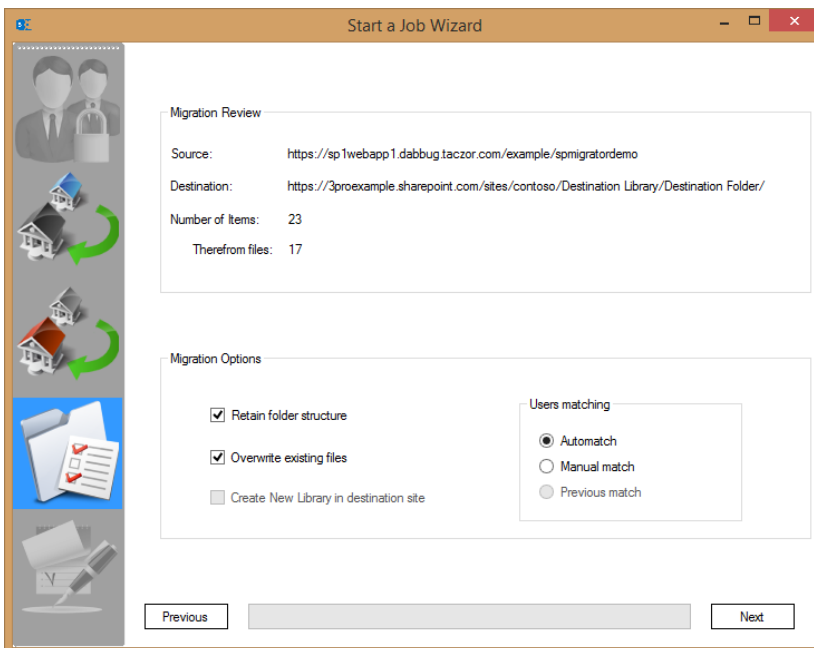 Start a Job Wizard
Migration Review
Source: https://sp1webapp1.dabbug.taczor.com/example/spmigratordemo
Destination: https://3proexample.sharepoint.com/sites/contoso/Destination Library/Destination Folder/
Number of Items: 23
Therefrom files: 17
Migration Options
Retain folder structure
Overwrite existing files
Create New Library in destination site
Users matching
Automatch
Manual match
Previous match
Previous
Next